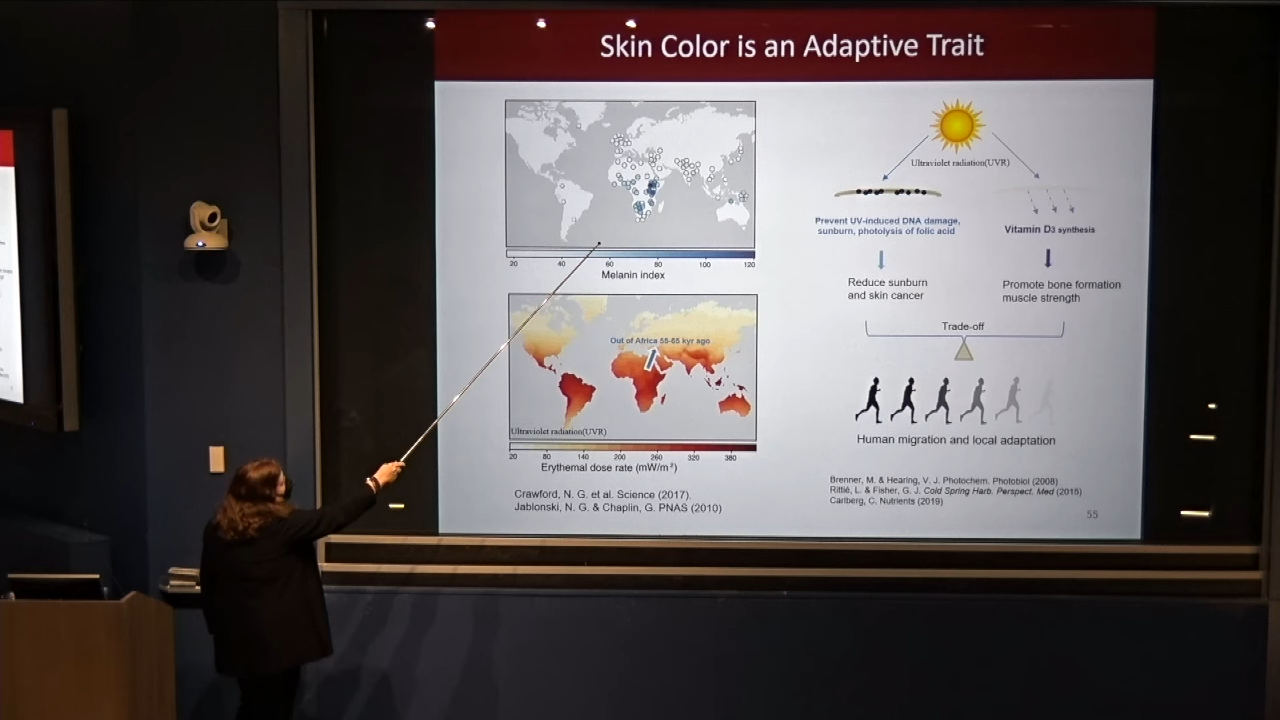 Skin Color is an Adaptive Trait
20 40 60 80 100 120
Melanin index
Out of Africa 55-65 kyr ago
Ultraviolet radiation(UVR)
20 80 140 200 260 320 380
Erythemal dose rate (mW/m²)
Crawford, N. G. et al. Science (2017).
Jablonski, N. G. & Chaplin, G. PNAS (2010)
Ultraviolet radiation(UVR)
Prevent UV-induced DNA damage,
sunburn, photolysis of folic acid
Vitamin D3 synthesis
Reduce sunburn
and skin cancer
Promote bone formation
muscle strength
Trade-off
Human migration and local adaptation
Brenner, M. & Hearing, V. J. Photochem. Photobiol (2008)
Rittié, L. & Fisher, G. J. Cold Spring Harb. Perspect. Med (2015)
Carlberg, C. Nutrients (2019)
55